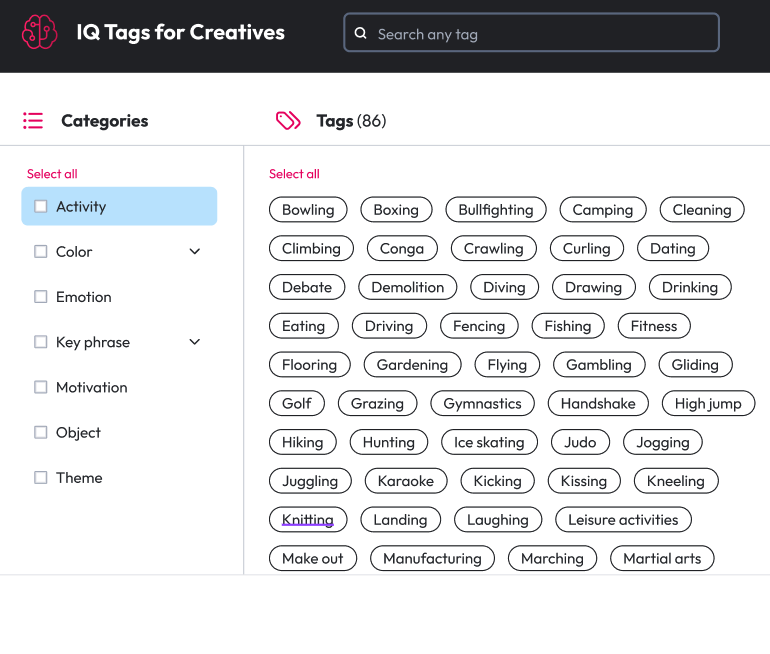 IQ Tags for Creatives
Search any tag
Categories
Tags (86)
Select all
Activity
Color
Emotion
Key phrase
Motivation
Object
Theme
Select all
Bowling Boxing Bullfighting Camping Cleaning
Climbing Conga Crawling Curling Dating
Debate Demolition Diving Drawing Drinking
Eating Driving Fencing Fishing Fitness
Flooring Gardening Flying Gambling Gliding
Golf Grazing Gymnastics Handshake High jump
Hiking Hunting Ice skating Judo Jogging
Juggling Karaoke Kicking Kissing Kneeling
Knitting Landing Laughing Leisure activities
Make out Manufacturing Marching Martial arts